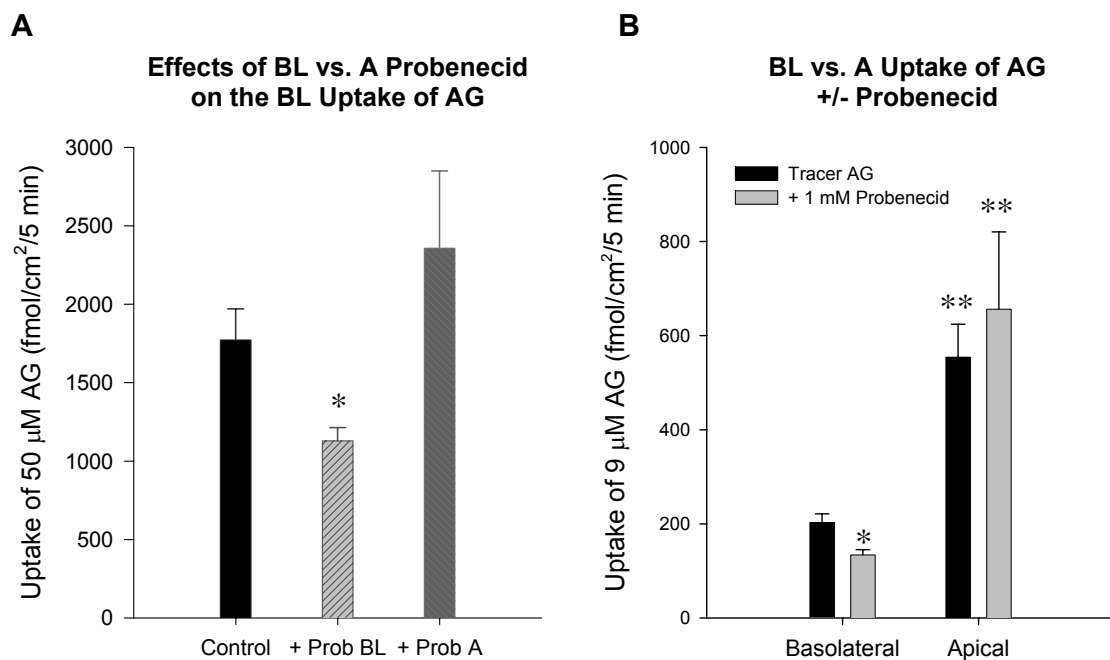 A
Effects of BL vs. A Probenecid
on the BL Uptake of AG
Uptake of 50 μM AG (fmol/cm²/5 min)
3000
2500
2000
1500
1000
500
0
*
Control + Prob BL + Prob A
B
BL vs. A Uptake of AG
+/- Probenecid
Uptake of 9 μM AG (fmol/cm²/5 min)
1000
800
600
400
200
0
Tracer AG
+ 1 mM Probenecid
*
**
**
Basolateral Apical